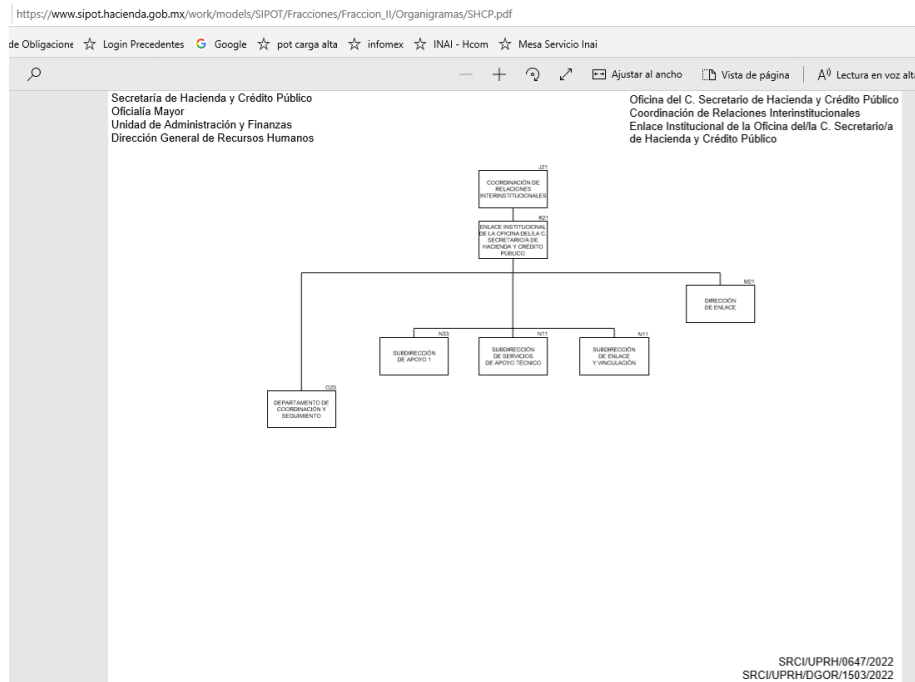 https://www.sipot.hacienda.gob.mx/work/models/SIPOT/Fracciones/Fraccion_II/Organigramas/SHCP.pdf
de Obligacione Login Precedentes Google pot carga alta infomex INAI - Hcom Mesa Servicio Inai
Ajustar al ancho Vista de página Lectura en voz alta
Secretaría de Hacienda y Crédito Público
Oficialía Mayor
Unidad de Administración y Finanzas
Dirección General de Recursos Humanos
Oficina del C. Secretario de Hacienda y Crédito Público
Coordinación de Relaciones Interinstitucionales
Enlace Institucional de la Oficina del/la C. Secretario/a
de Hacienda y Crédito Público
J21
COORDINACIÓN DE
RELACIONES
INTERINSTITUCIONALES
K21
ENLACE INSTITUCIONAL
DE LA OFICINA DEL/LA C.
SECRETARIO/A DE
HACIENDA Y CRÉDITO
PÚBLICO
M21
DIRECCIÓN
DE ENLACE
N33
SUBDIRECCIÓN
DE APOYO 1
N11
SUBDIRECCIÓN
DE SERVICIOS
DE APOYO TÉCNICO
N11
SUBDIRECCIÓN
DE ENLACE
Y VINCULACIÓN
O23
DEPARTAMENTO DE
COORDINACIÓN Y
SEGUIMIENTO
SRCI/UPRH/0647/2022
SRCI/UPRH/DGOR/1503/2022